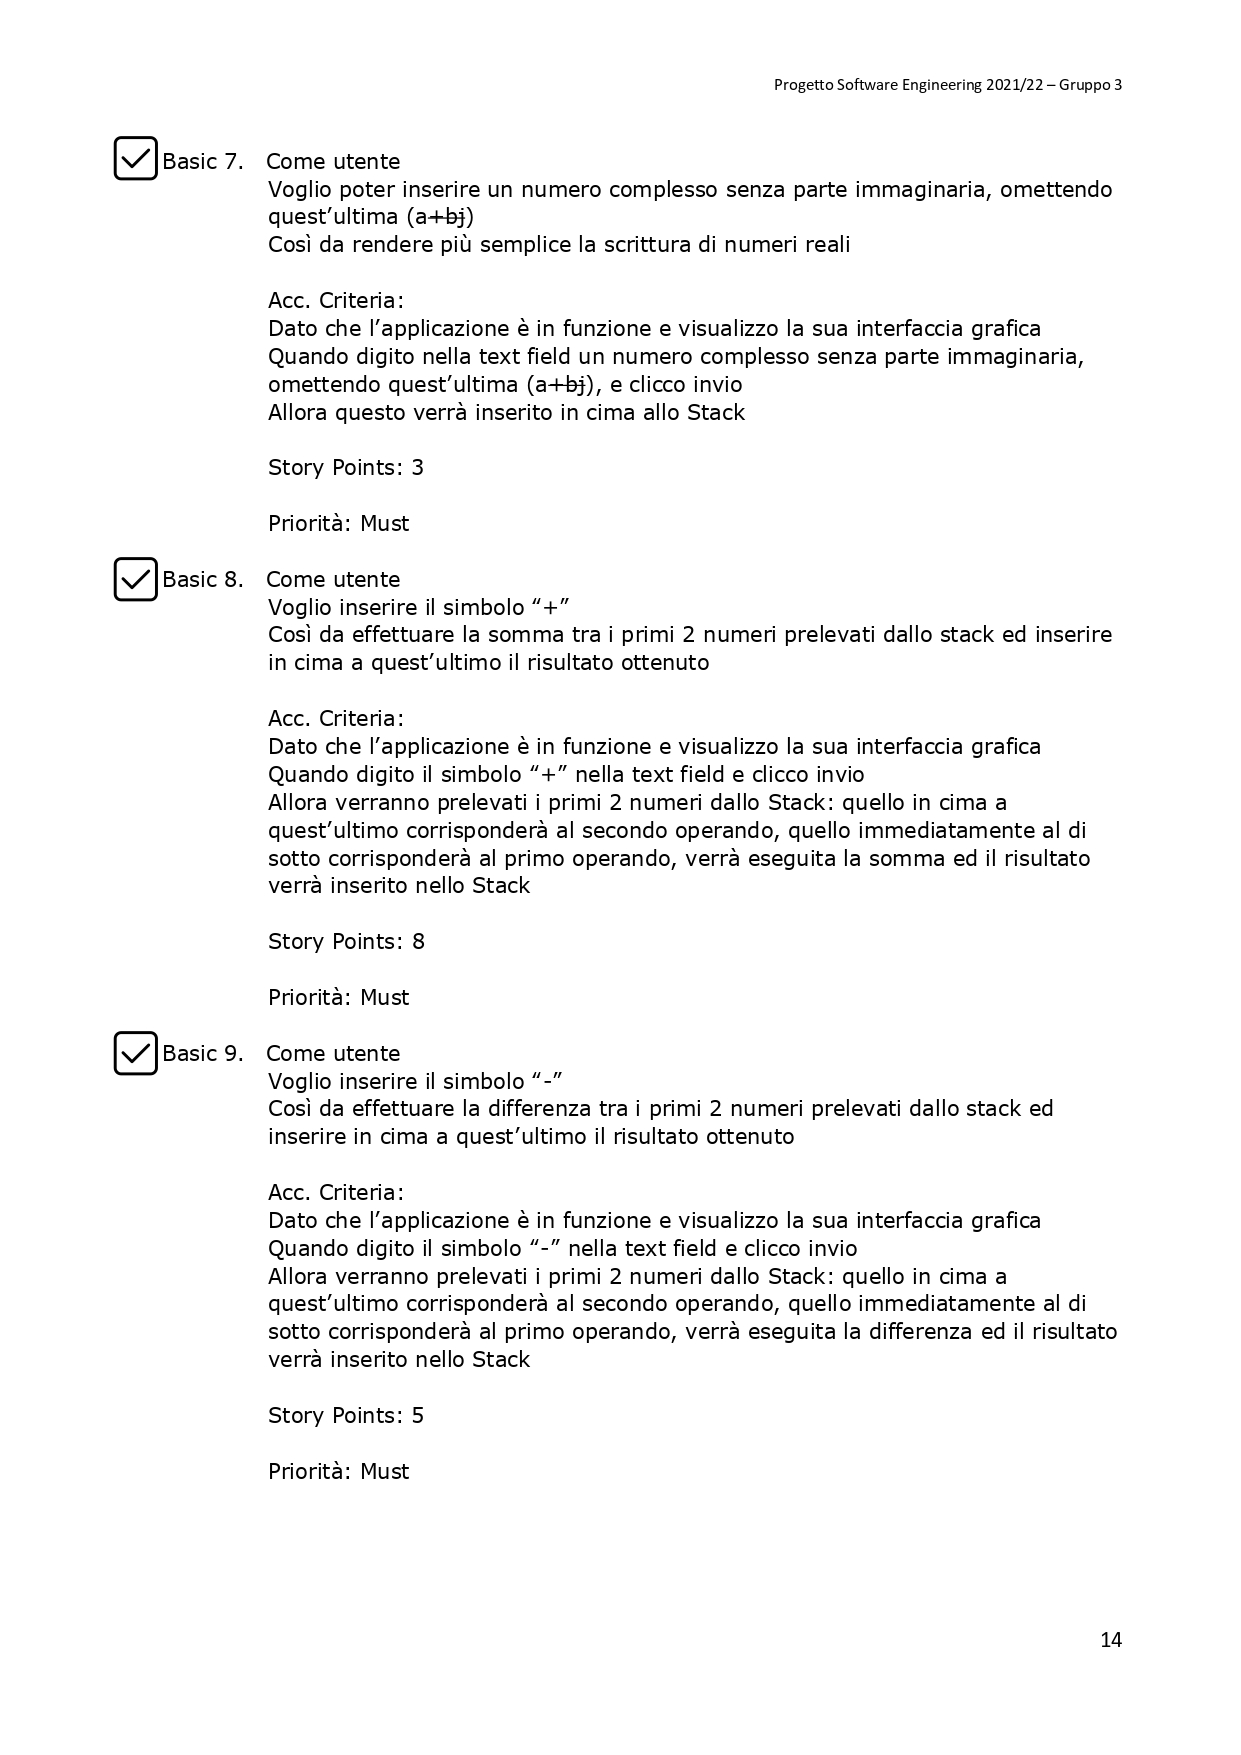 Progetto Software Engineering 2021/22 – Gruppo 3
Basic 7. Come utente
Voglio poter inserire un numero complesso senza parte immaginaria, omettendo
quest’ultima (a+bj)
Così da rendere più semplice la scrittura di numeri reali
Acc. Criteria:
Dato che l’applicazione è in funzione e visualizzo la sua interfaccia grafica
Quando digito nella text field un numero complesso senza parte immaginaria,
omettendo quest’ultima (a+bj), e clicco invio
Allora questo verrà inserito in cima allo Stack
Story Points: 3
Priorità: Must
Basic 8. Come utente
Voglio inserire il simbolo “+”
Così da effettuare la somma tra i primi 2 numeri prelevati dallo stack ed inserire
in cima a quest’ultimo il risultato ottenuto
Acc. Criteria:
Dato che l’applicazione è in funzione e visualizzo la sua interfaccia grafica
Quando digito il simbolo “+” nella text field e clicco invio
Allora verranno prelevati i primi 2 numeri dallo Stack: quello in cima a
quest’ultimo corrisponderà al secondo operando, quello immediatamente al di
sotto corrisponderà al primo operando, verrà eseguita la somma ed il risultato
verrà inserito nello Stack
Story Points: 8
Priorità: Must
Basic 9. Come utente
Voglio inserire il simbolo “-”
Così da effettuare la differenza tra i primi 2 numeri prelevati dallo stack ed
inserire in cima a quest’ultimo il risultato ottenuto
Acc. Criteria:
Dato che l’applicazione è in funzione e visualizzo la sua interfaccia grafica
Quando digito il simbolo “-” nella text field e clicco invio
Allora verranno prelevati i primi 2 numeri dallo Stack: quello in cima a
quest’ultimo corrisponderà al secondo operando, quello immediatamente al di
sotto corrisponderà al primo operando, verrà eseguita la differenza ed il risultato
verrà inserito nello Stack
Story Points: 5
Priorità: Must
14